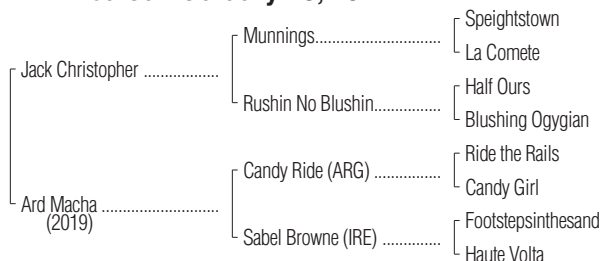 Speightstown
Munnings
La Comete
Jack Christopher
Half Ours
Rushin No Blushin
Blushing Ogygian
Ride the Rails
Candy Ride (ARG)
Candy Girl
Ard Macha
(2019)
Footstepsinthesand
Sabel Browne (IRE)
Haute Volta